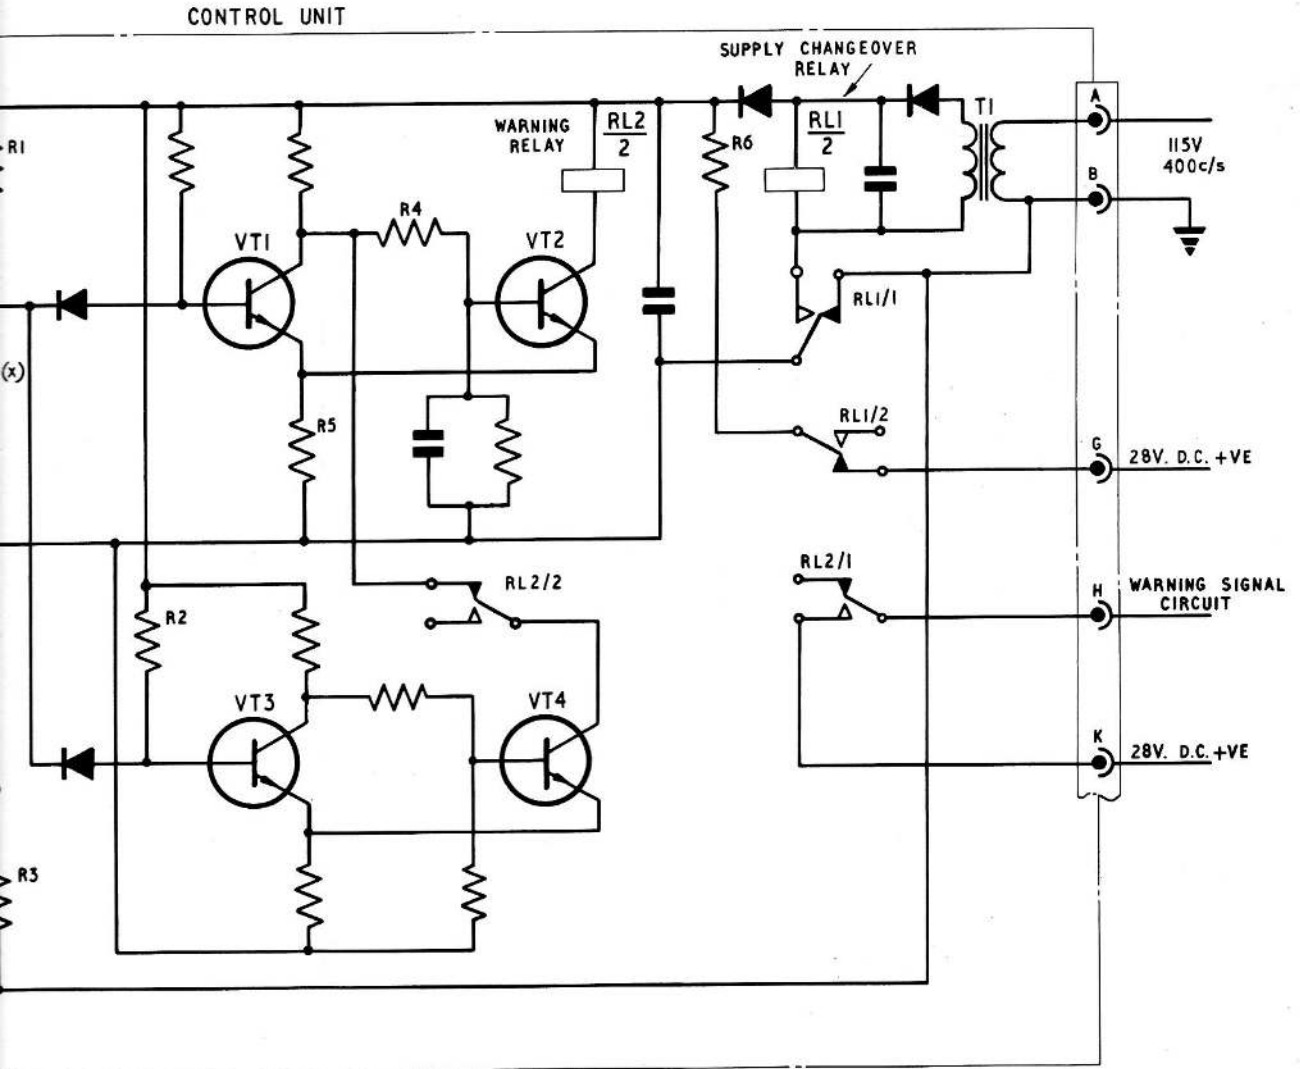 CONTROL UNIT
SUPPLY CHANGEOVER
RELAY
T1
A
115V
400c/s
B
WARNING
RELAY
RL2
2
RL1
2
R6
R1
R4
VT1
VT2
RL1/1
(x)
R5
RL1/2
G
28V. D.C. +VE
RL2/1
RL2/2
H
WARNING SIGNAL
CIRCUIT
R2
VT3
VT4
K
28V. D.C. +VE
R3